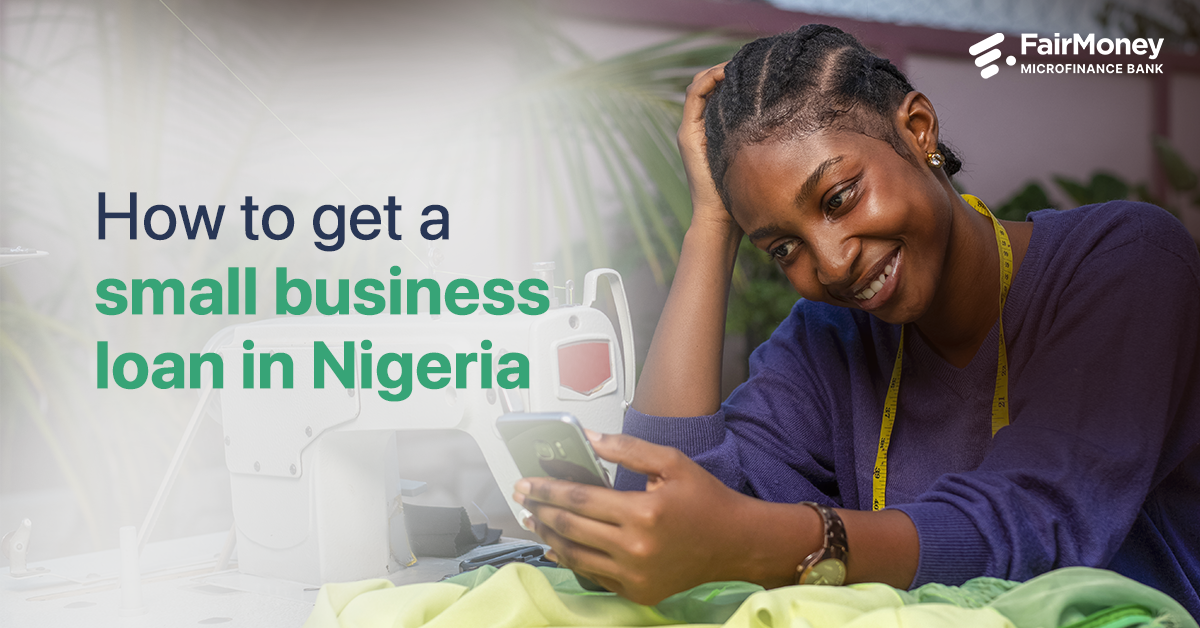 FairMoney
MICROFINANCE BANK
How to get a
small business
loan in Nigeria